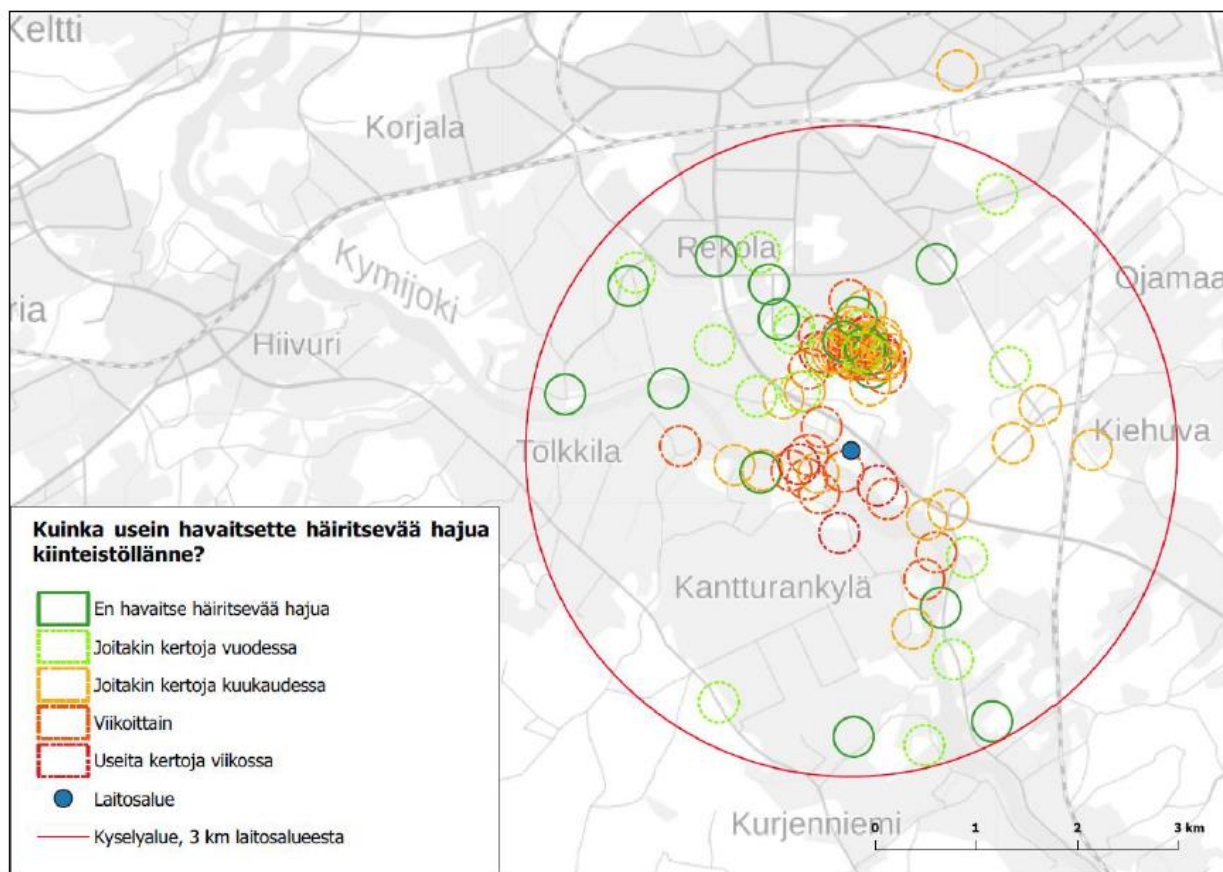 Keltti
Korjala
Rekola
Ojamaa
Kymijoki
ria
Hiivuri
Tolkkila
Kiehuva
Kuinka usein havaitsette häiritsevää hajua
kiinteistöllänne?
En havaitse häiritsevää hajua
Joitakin kertoja vuodessa
Joitakin kertoja kuukaudessa
Viikoittain
Useita kertoja viikossa
Laitosalue
Kyselyalue, 3 km laitosalueesta
Kantturankylä
Kurjenniemi
0 1 2 3 km